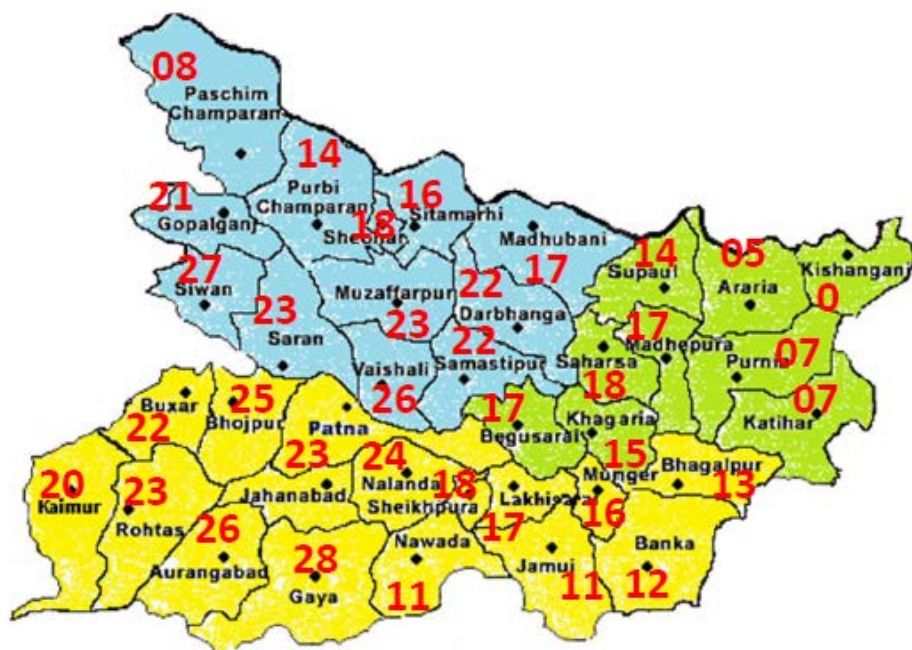 08
Paschim
Champaran
14
Purbi
Champaran
16
Sitamarhi
18
Sheohar
21
Gopalganj
Madhubani
17
27
Siwan
23
Saran
Muzaffarpur
23
22
Darbhanga
22
Samastipur
Vaishali
26
14
Supaul
05
Araria
Kishanganj
0
17
Madhepura
Saharsa
18
Purnia
07
07
Katihar
17
Begusarai
Khagaria
15
Buxar
22
25
Bhojpur
Patna
23
Jahanabad
24
Nalanda
18
Sheikhpura
Lakhisarai
17
Munger
16
Bhagalpur
13
20
Kaimur
23
Rohtas
26
Aurangabad
28
Gaya
Nawada
11
Jamui
11
Banka
12